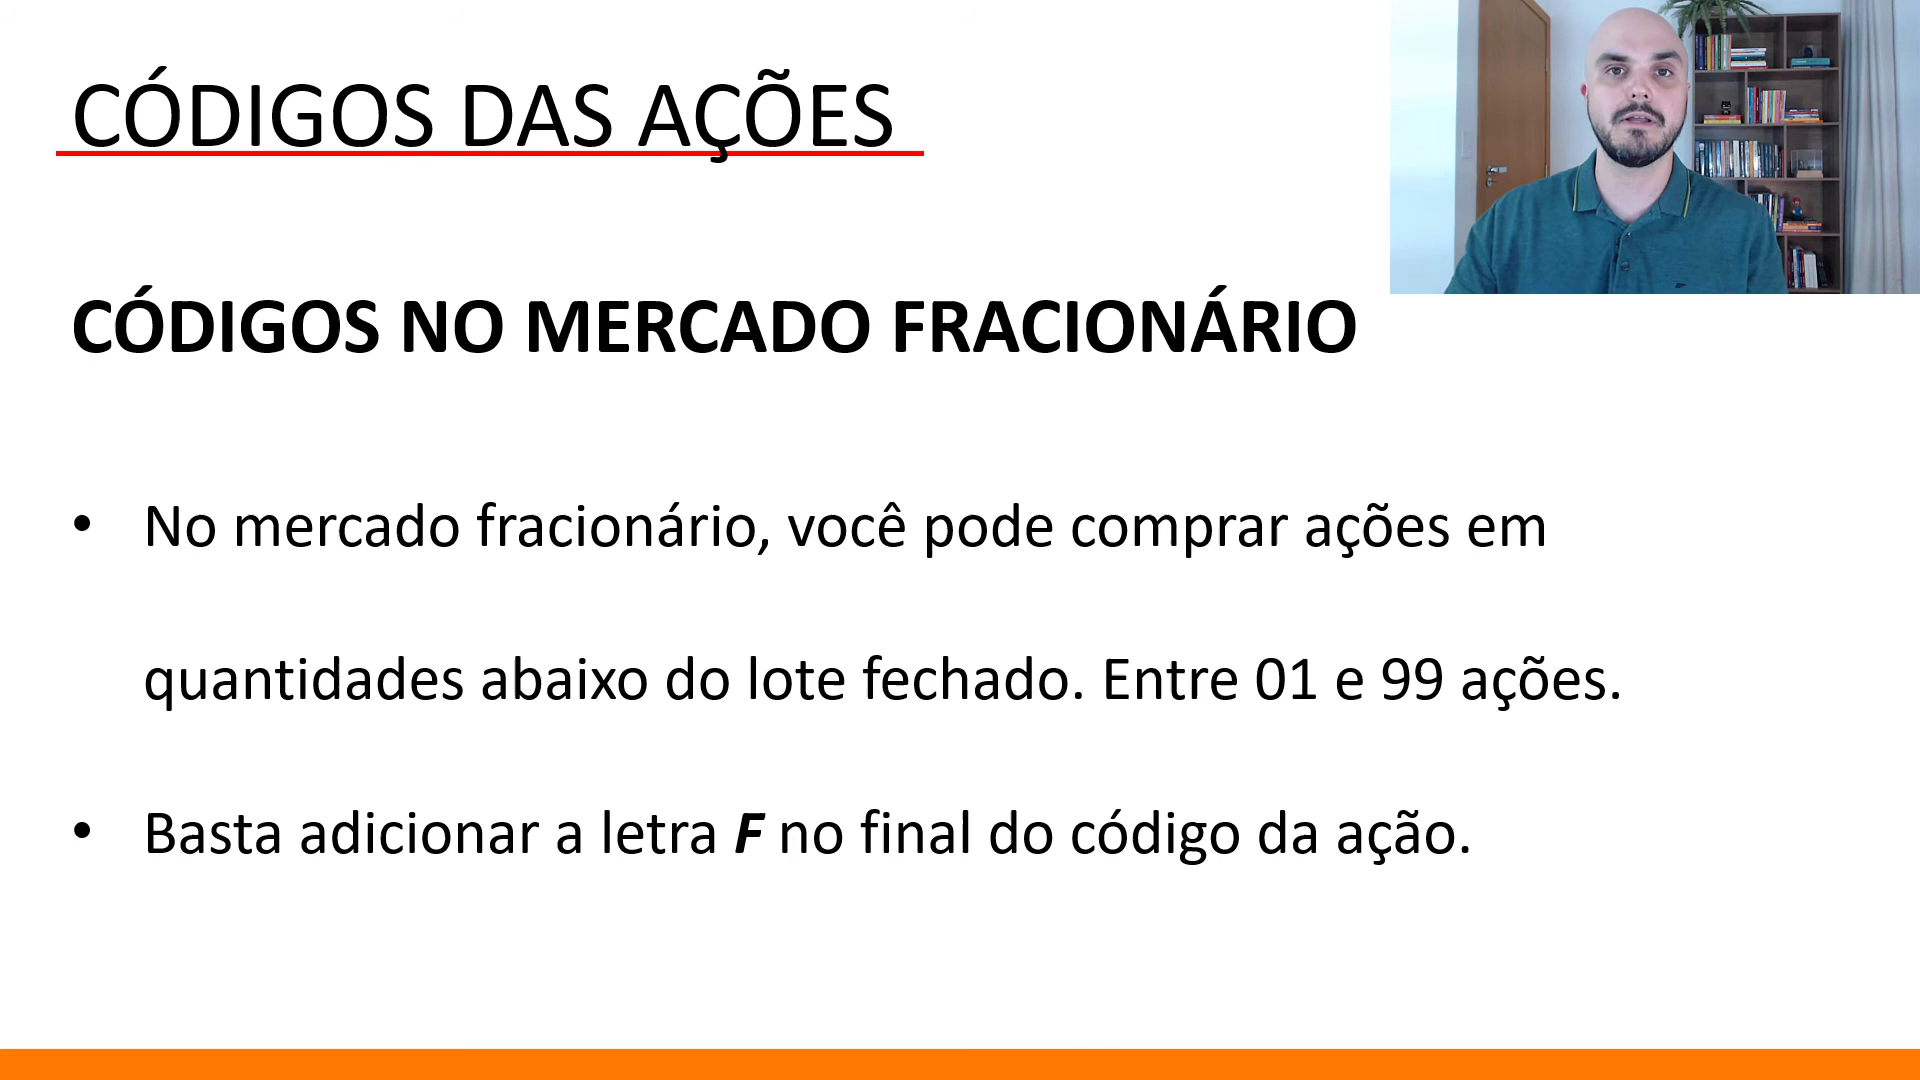 CÓDIGOS DAS AÇÕES
CÓDIGOS NO MERCADO FRACIONÁRIO
• No mercado fracionário, você pode comprar ações em
quantidades abaixo do lote fechado. Entre 01 e 99 ações.
• Basta adicionar a letra F no final do código da ação.